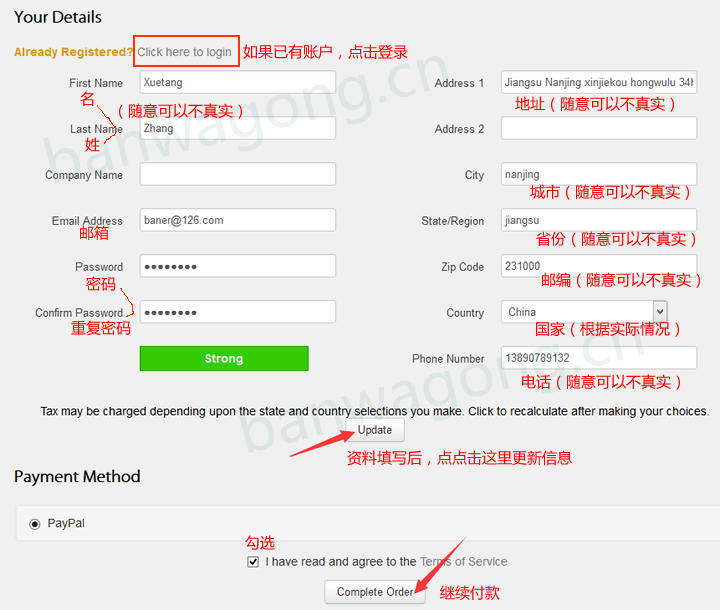 Your Details
Already Registered? Click here to login 如果已有账户，点击登录
First Name Xuetang Address 1 Jiangsu Nanjing xinjiekou hongwulu 34H
名 地址（随意可以不真实）
（随意可以不真实）
Last Name Zhang Address 2
姓
Company Name City nanjing
城市（随意可以不真实）
Email Address baner@126.com State/Region jiangsu
邮箱 省份（随意可以不真实）
Password ●●●●●●●● Zip Code 231000
密码 邮编（随意可以不真实）
Confirm Password ●●●●●●●● Country China
重复密码 国家（根据实际情况）
Strong Phone Number 13890789132
电话（随意可以不真实）
Tax may be charged depending upon the state and country selections you make. Click to recalculate after making your choices.
Update
资料填写后，点点击这里更新信息
Payment Method
PayPal
勾选
I have read and agree to the Terms of Service
Complete Order 继续付款
banwagong.cn
banwagong.cn